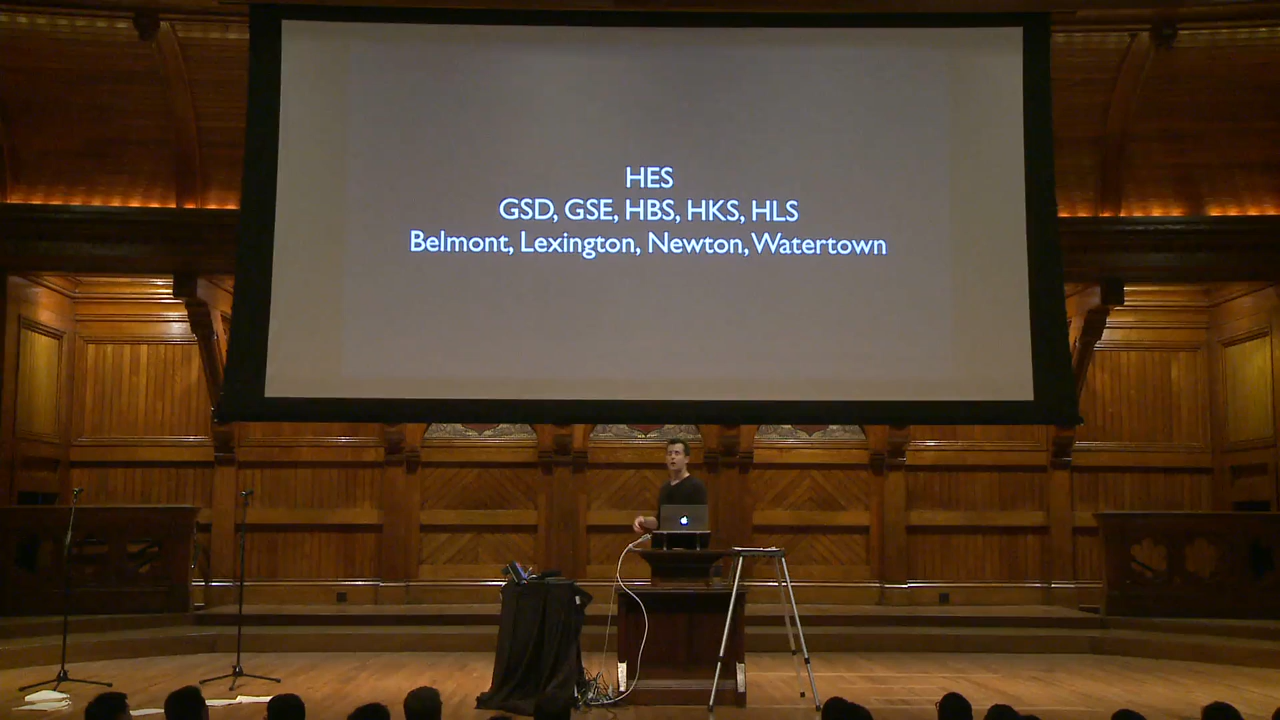 HES
GSD, GSE, HBS, HKS, HLS
Belmont, Lexington, Newton, Watertown